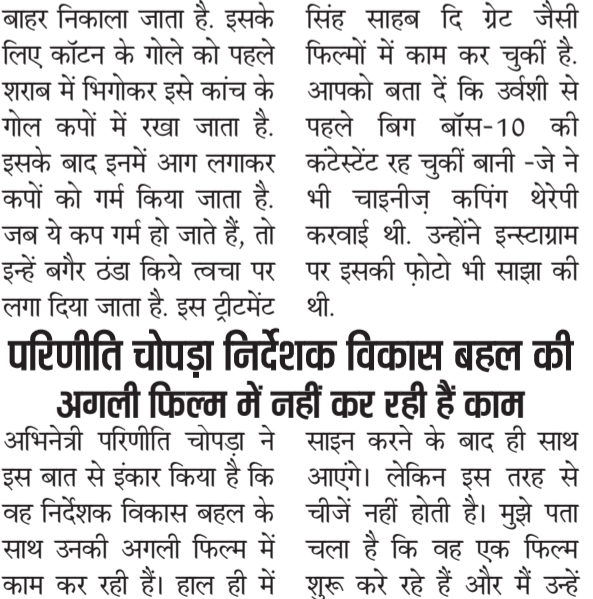 बाहर निकाला जाता है. इसके
लिए कॉटन के गोले को पहले
शराब में भिगोकर इसे कांच के
गोल कपों में रखा जाता है.
इसके बाद इनमें आग लगाकर
कपों को गर्म किया जाता है.
जब ये कप गर्म हो जाते हैं, तो
इन्हें बगैर ठंडा किये त्वचा पर
लगा दिया जाता है. इस ट्रीटमेंट
सिंह साहब दि ग्रेट जैसी
फिल्मों में काम कर चुकीं है.
आपको बता दें कि उर्वशी से
पहले बिग बॉस-10 की
कंटेस्टेंट रह चुकीं बानी -जे ने
भी चाइनीज़ कपिंग थेरेपी
करवाई थी. उन्होंने इन्स्टाग्राम
पर इसकी फ़ोटो भी साझा की
थी.
परिणीति चोपड़ा निर्देशक विकास बहल की
अगली फिल्म में नहीं कर रही हैं काम
अभिनेत्री परिणीति चोपड़ा ने
इस बात से इंकार किया है कि
वह निर्देशक विकास बहल के
साथ उनकी अगली फिल्म में
काम कर रही हैं। हाल ही में
साइन करने के बाद ही साथ
आएंगे। लेकिन इस तरह से
चीजें नहीं होती है। मुझे पता
चला है कि वह एक फिल्म
शुरू करे रहे हैं और मैं उन्हें